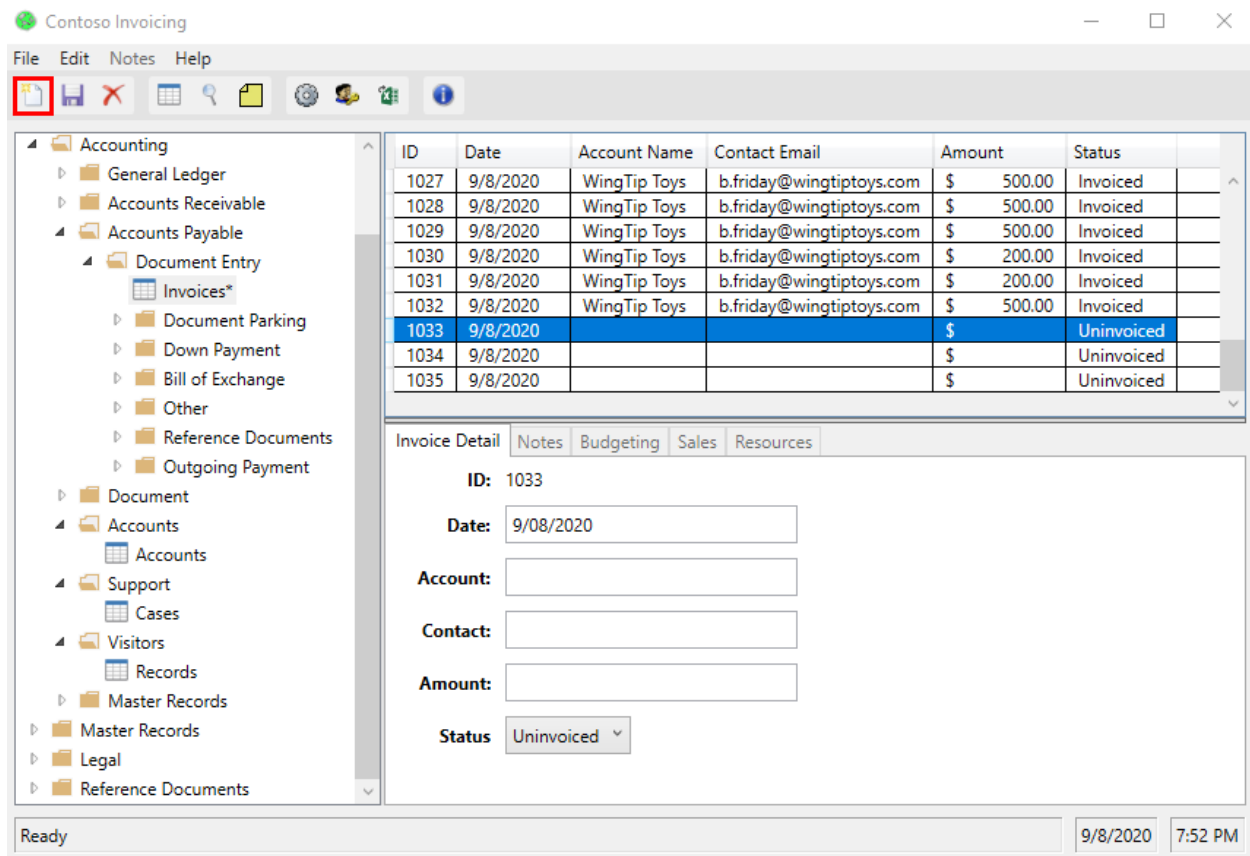 Contoso Invoicing
File Edit Notes Help
Accounting
General Ledger
Accounts Receivable
Accounts Payable
Document Entry
Invoices*
Document Parking
Down Payment
Bill of Exchange
Other
Reference Documents
Outgoing Payment
Document
Accounts
Accounts
Support
Cases
Visitors
Records
Master Records
Master Records
Legal
Reference Documents
ID Date Account Name Contact Email Amount Status
1027 9/8/2020 WingTip Toys b.friday@wingtiptoys.com $ 500.00 Invoiced
1028 9/8/2020 WingTip Toys b.friday@wingtiptoys.com $ 500.00 Invoiced
1029 9/8/2020 WingTip Toys b.friday@wingtiptoys.com $ 500.00 Invoiced
1030 9/8/2020 WingTip Toys b.friday@wingtiptoys.com $ 200.00 Invoiced
1031 9/8/2020 WingTip Toys b.friday@wingtiptoys.com $ 200.00 Invoiced
1032 9/8/2020 WingTip Toys b.friday@wingtiptoys.com $ 500.00 Invoiced
1033 9/8/2020 $ Uninvoiced
1034 9/8/2020 $ Uninvoiced
1035 9/8/2020 $ Uninvoiced
Invoice Detail Notes Budgeting Sales Resources
ID: 1033
Date: 9/08/2020
Account:
Contact:
Amount:
Status Uninvoiced
Ready 9/8/2020 7:52 PM